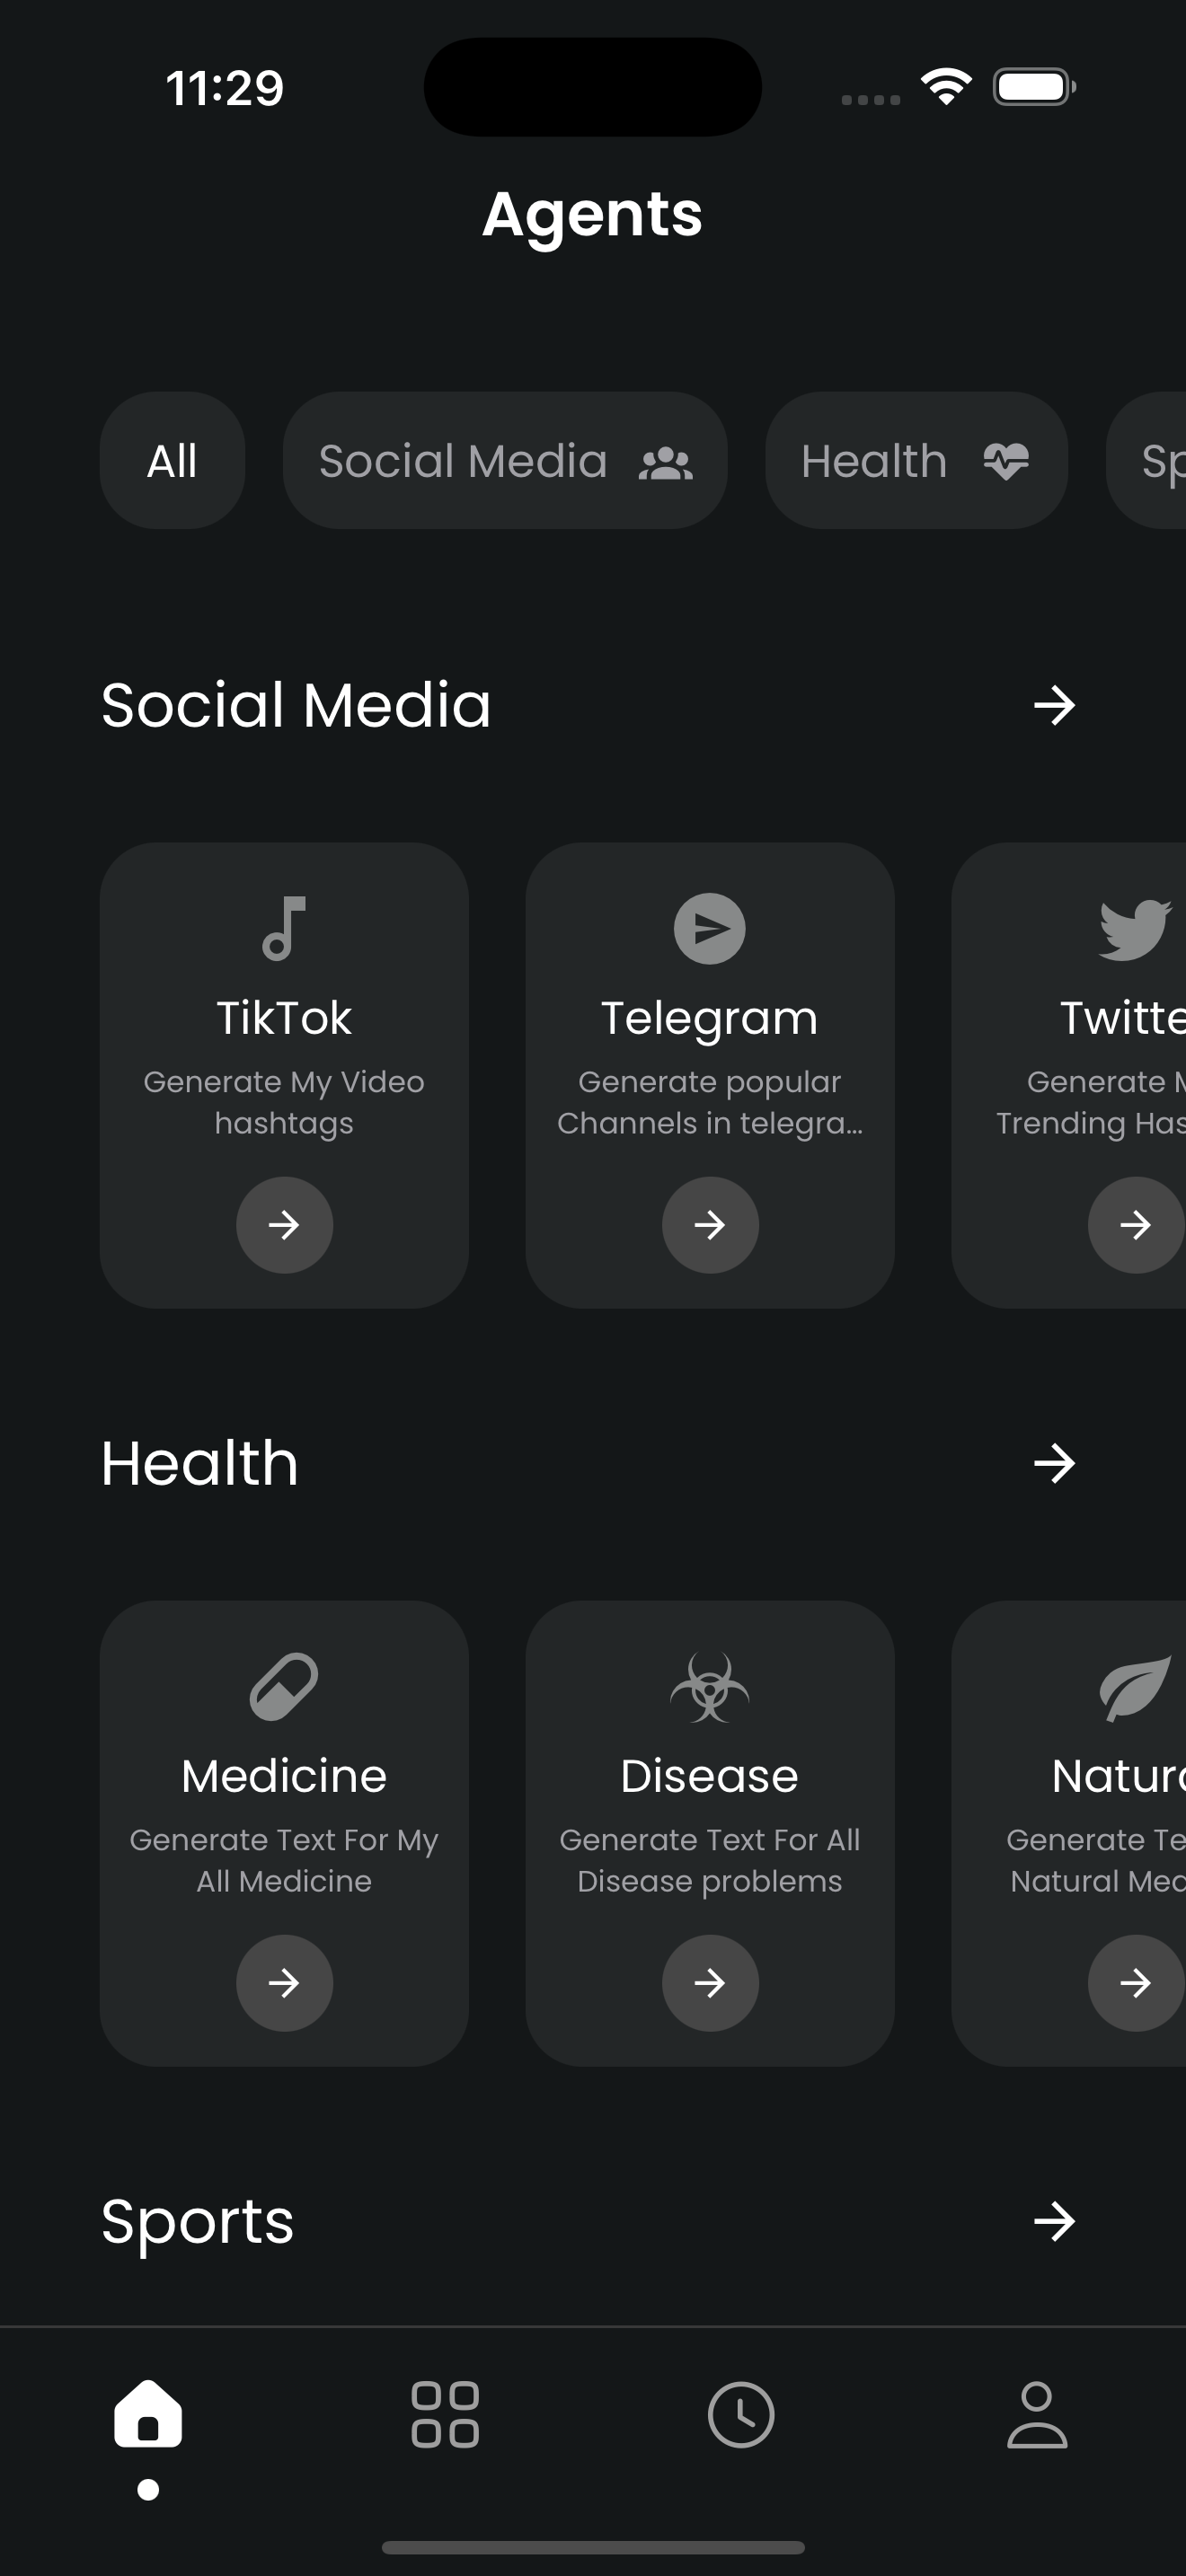 11:29
Agents
All
Social Media
Health
Sp
Social Media
TikTok
Generate My Video
hashtags
Telegram
Generate popular
Channels in telegra...
Twitte
Generate M
Trending Has
Health
Medicine
Generate Text For My
All Medicine
Disease
Generate Text For All
Disease problems
Natura
Generate Te
Natural Med
Sports